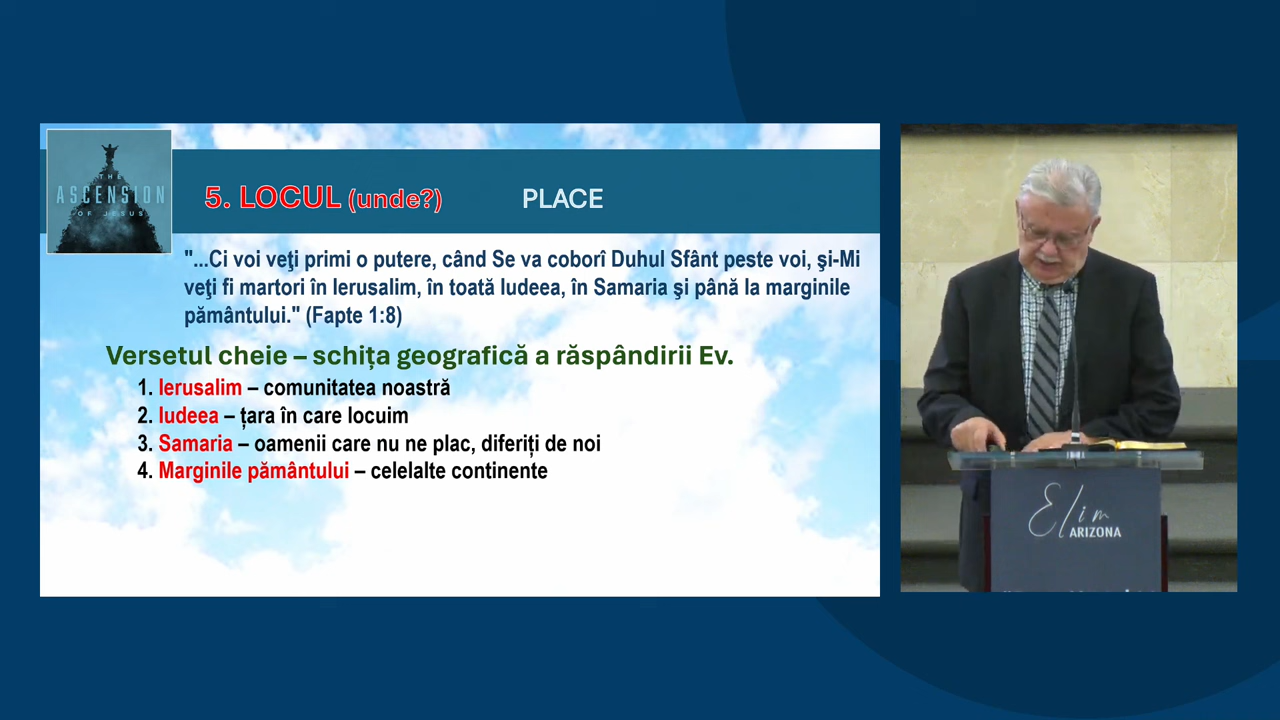 THE
ASCENSION
OF JESUS
5. LOCUL (unde?)
PLACE
"...Ci voi veţi primi o putere, când Se va coborî Duhul Sfânt peste voi, şi-Mi
veţi fi martori în Ierusalim, în toată Iudeea, în Samaria şi până la marginile
pământului." (Fapte 1:8)
Versetul cheie – schița geografică a răspândirii Ev.
1. Ierusalim – comunitatea noastră
2. Iudeea – țara în care locuim
3. Samaria – oamenii care nu ne plac, diferiți de noi
4. Marginile pământului – celelalte continente
Elim
ARIZONA